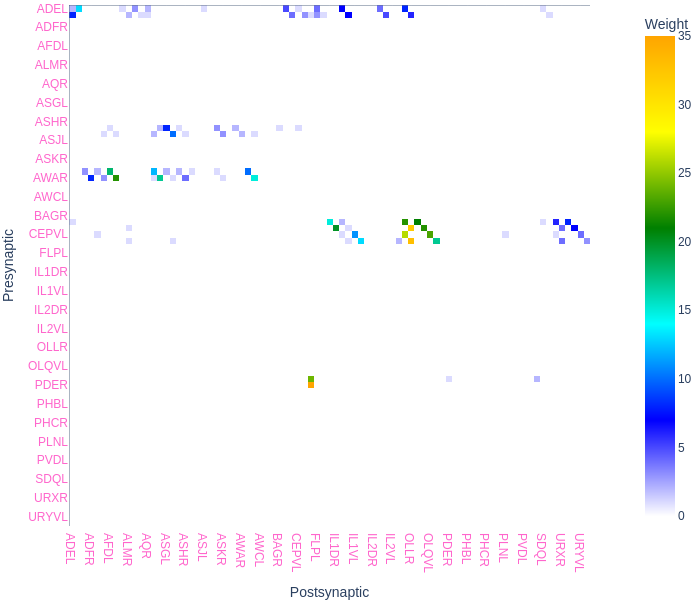 Weight
ADEL
ADFR
AFDL
ALMR
AQR
ASGL
ASHR
ASJL
ASKR
AWAR
AWCL
BAGR
CEPVL
FLPL
IL1DR
IL1VL
IL2DR
IL2VL
OLLR
OLQVL
PDER
PHBL
PHCR
PLNL
PVDL
SDQL
URXR
URYVL
Presynaptic
35
30
25
20
15
10
5
0
ADEL
ADFR
AFDL
ALMR
AQR
ASGL
ASHR
ASJL
ASKR
AWAR
AWCL
BAGR
CEPVL
FLPL
IL1DR
IL1VL
IL2DR
IL2VL
OLLR
OLQVL
PDER
PHBL
PHCR
PLNL
PVDL
SDQL
URXR
URYVL
Postsynaptic